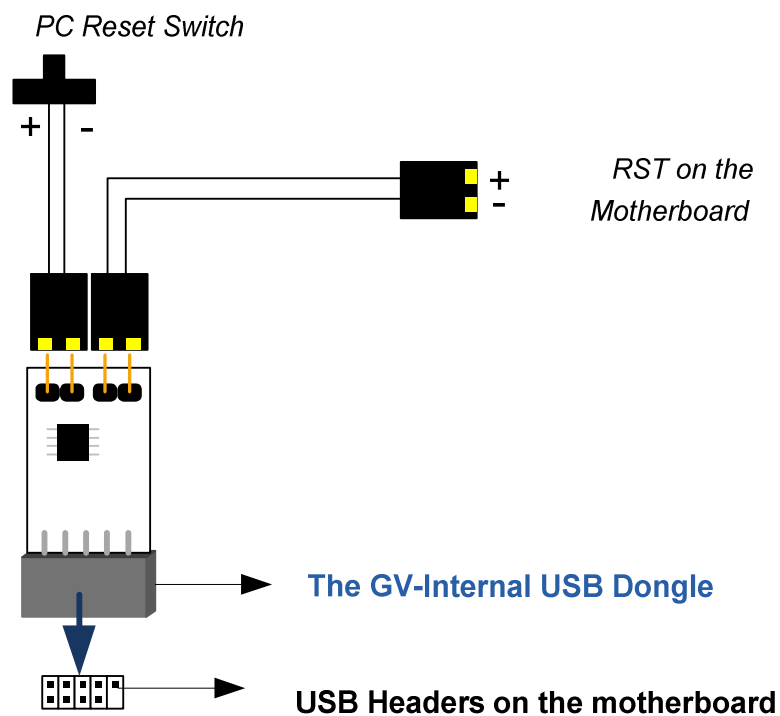 PC Reset Switch
+ -
+
-
RST on the
Motherboard
The GV-Internal USB Dongle
USB Headers on the motherboard